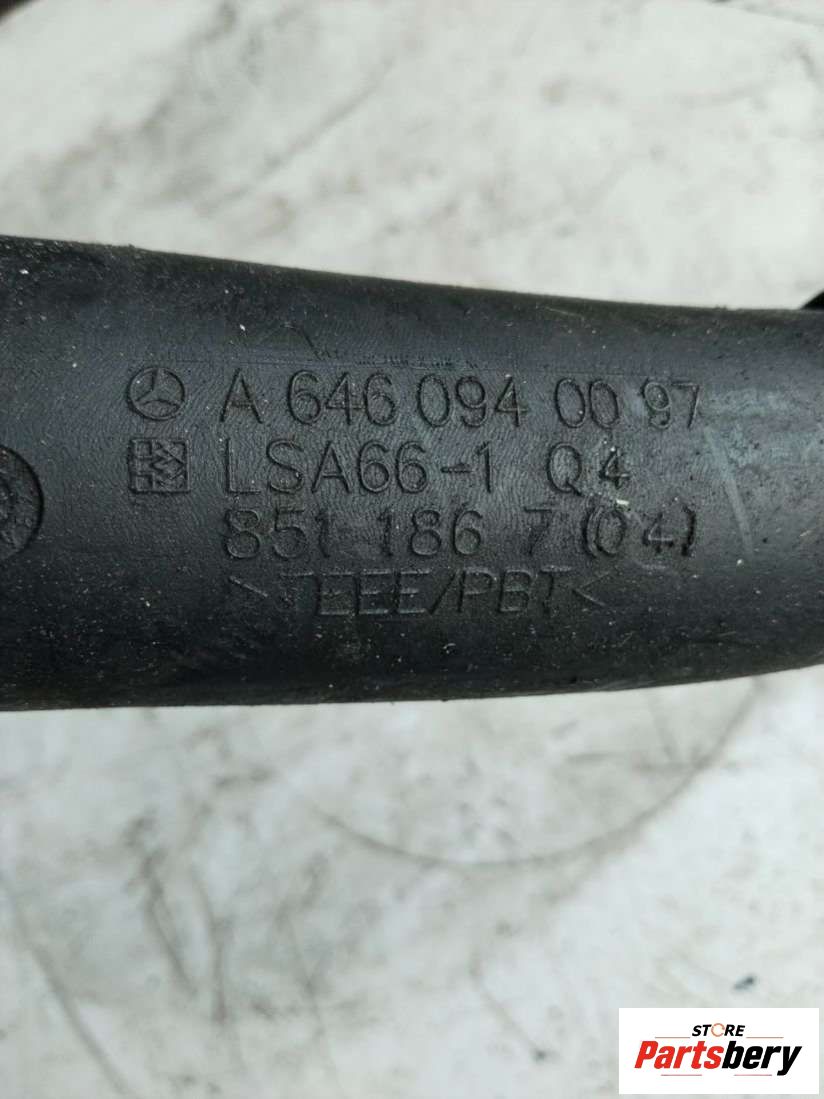 A 646 094 00 97
LSA66-1 Q4
851 186 7 (04)
>TEEE/PBT<
STORE
Partsbery